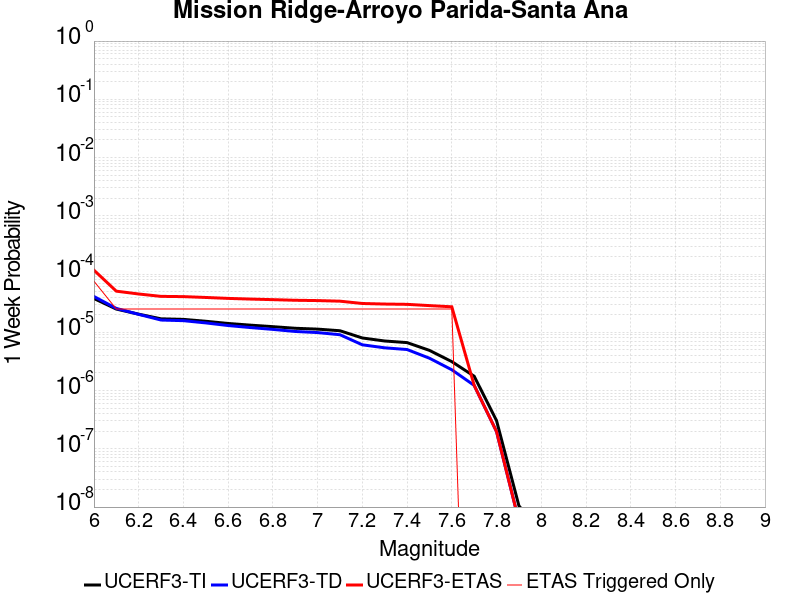 Mission Ridge-Arroyo Parida-Santa Ana
10^0
10^-1
10^-2
10^-3
10^-4
10^-5
10^-6
10^-7
10^-8
1 Week Probability
6 6.2 6.4 6.6 6.8 7 7.2 7.4 7.6 7.8 8 8.2 8.4 8.6 8.8 9
Magnitude
UCERF3-TI UCERF3-TD UCERF3-ETAS ETAS Triggered Only